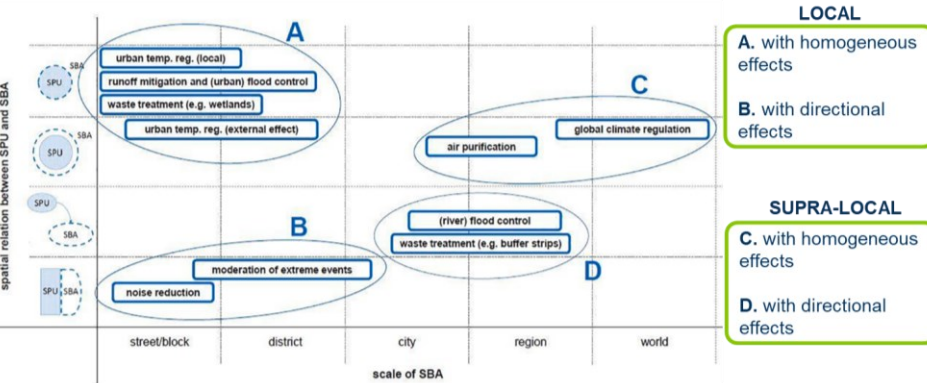 A
SBA
SPU
urban temp. reg. (local)
runoff mitigation and (urban) flood control
waste treatment (e.g. wetlands)
urban temp. reg. (external effect)
SBA
SPU
C
global climate regulation
air purification
SPU
SBA
(river) flood control
waste treatment (e.g. buffer strips)
D
B
moderation of extreme events
noise reduction
SPU
SBA
spatial relation between SPU and SBA
street/block
district
city
region
world
scale of SBA
LOCAL
A. with homogeneous
effects
B. with directional
effects
SUPRA-LOCAL
C. with homogeneous
effects
D. with directional
effects